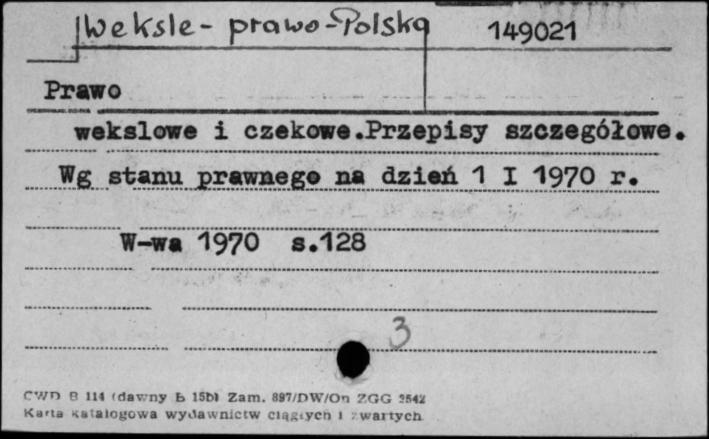 Weksle - prawo - Polska 149021
Prawo
wekslowe i czekowe.Przepisy szczegółowe.
Wg stanu prawnego na dzień 1 I 1970 r.
W-wa 1970 s.128
3
CWD B 114 (dawny b 15b) Zam. 897/DW/On ZGG 2542
Karta katalogowa wydawnictw ciągłych i zwartych